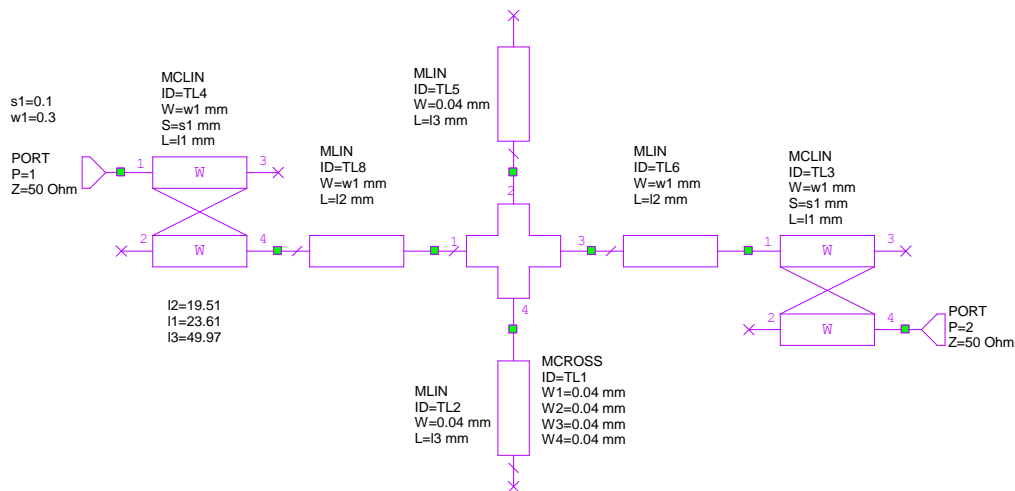 s1=0.1
w1=0.3
PORT
P=1
Z=50 Ohm
MCLIN
ID=TL4
W=w1 mm
S=s1 mm
L=l1 mm
1
W
3
2
W
4
l2=19.51
l1=23.61
l3=49.97
MLIN
ID=TL8
W=w1 mm
L=l2 mm
MLIN
ID=TL5
W=0.04 mm
L=l3 mm
2
1
3
4
MLIN
ID=TL2
W=0.04 mm
L=l3 mm
MCROSS
ID=TL1
W1=0.04 mm
W2=0.04 mm
W3=0.04 mm
W4=0.04 mm
MLIN
ID=TL6
W=w1 mm
L=l2 mm
MCLIN
ID=TL3
W=w1 mm
S=s1 mm
L=l1 mm
1
W
3
2
W
4
PORT
P=2
Z=50 Ohm